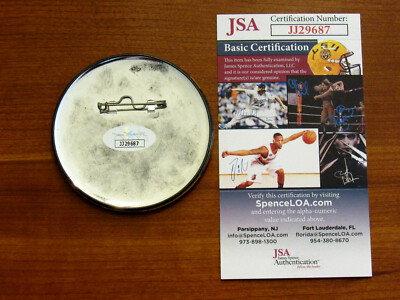 JSA
Certification Number:
JJ29687
Basic Certification
This item has been fully examined by
James Spence Authentication, LLC.
and it is our considered opinion that the
signature(s) is/are genuine.
JJ29687
Verify this certification by visiting
SpenceLOA.com
and entering the alpha-numeric
value indicated above.
Parsippany, NJ
info@SpenceLOA.com
973-898-1300
Fort Lauderdale, FL
florida@SpenceLOA.com
954-380-8670
JSA
James Spence
Authentication